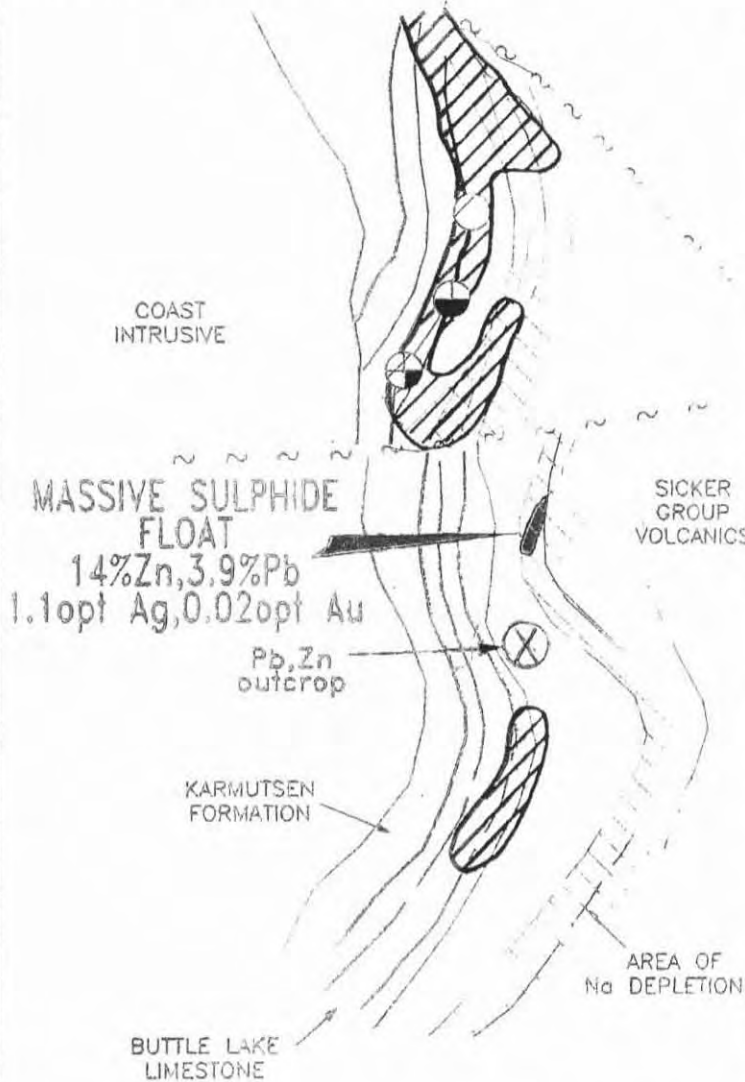 COAST
INTRUSIVE
MASSIVE SULPHIDE
FLOAT
14%Zn,3.9%Pb
1.1opt Ag,0.02opt Au
SICKER
GROUP
VOLCANICS
Pb,Zn
outcrop
KARMUTSEN
FORMATION
AREA OF
Na DEPLETION
BUTTLE LAKE
LIMESTONE